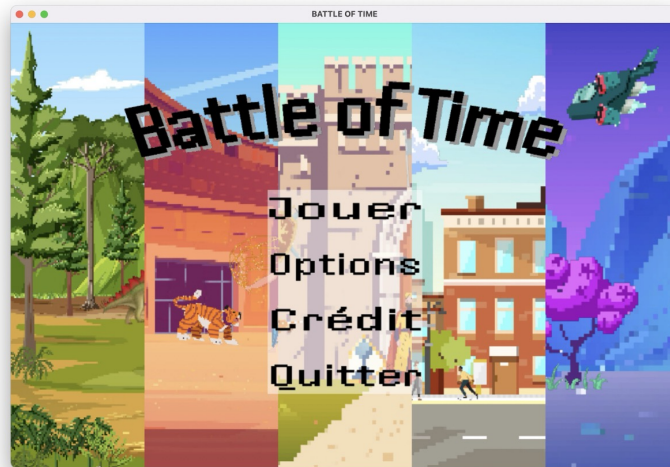 BATTLE OF TIME
Battle of Time
Jouer
Options
Crédit
Quitter